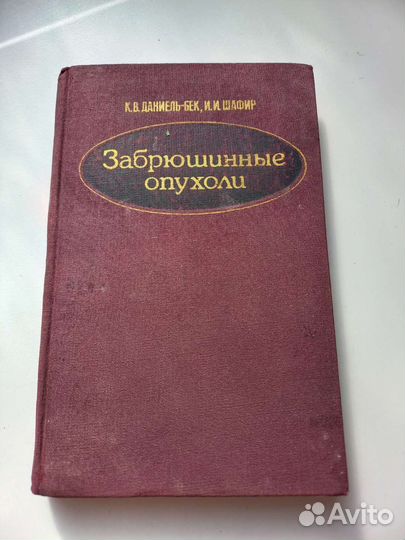 К.В. ДАНИЕЛЬ-БЕК, И.И. ШАФИР
Забрюшинные
опухоли
Avito